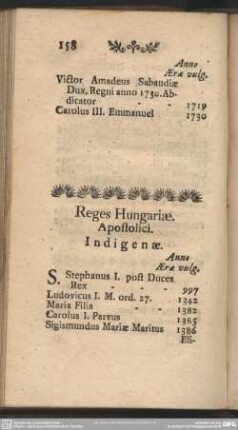 158
Anno
Æræ vulg.
Victor Amadeus Sabaudiæ
Dux, Regni anno 1730. Ab-
dicator - - 1719
Carolus III. Emmanuel 1730
Reges Hungariæ.
Apostolici.
Indigenæ.
Anno
Æræ vulg.
S. Stephanus I. post Duces
Rex - - - 997
Ludovicus I. M. ord. 27. 1342
Maria Filia - - 1382
Carolus I. Parvus 1385
Sigismundus Mariæ Maritus 1386
Eli-